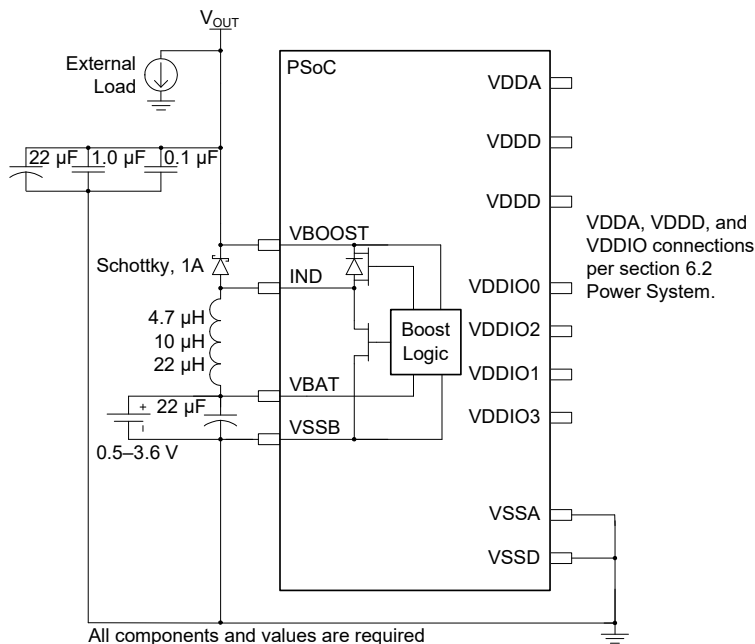 VOUT
External
Load
PSoC
VDDA
VDDD
VDDD
22 µF
1.0 µF
0.1 µF
VDDA, VDDD, and
VDDIO connections
per section 6.2
Power System.
VBOOST
Schottky, 1A
IND
VDDIO0
4.7 µH
10 µH
22 µH
Boost
Logic
VDDIO2
VDDIO1
VBAT
VDDIO3
+
22 µF
-
VSSB
0.5–3.6 V
VSSA
VSSD
All components and values are required